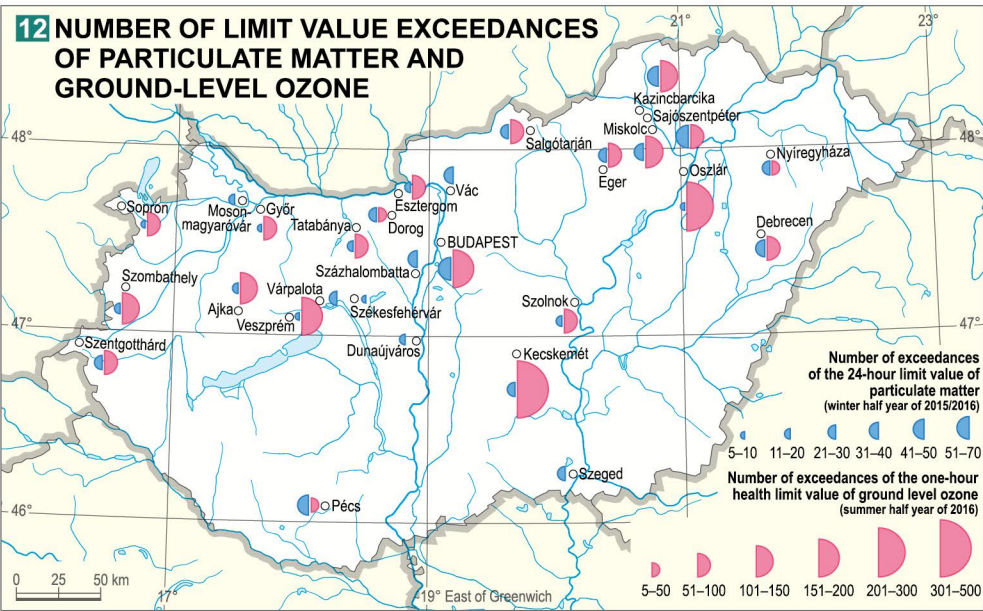 12 NUMBER OF LIMIT VALUE EXCEEDANCES
OF PARTICULATE MATTER AND
GROUND-LEVEL OZONE
21°
23°
48°
48°
Kazincbarcika
Sajószentpéter
Miskolc
Salgótarján
Eger
Oszlár
Nyíregyháza
Vác
Esztergom
Dorog
Sopron
Moson-
magyaróvár
Győr
Tatabánya
BUDAPEST
Debrecen
Százhalombatta
Szombathely
Várpalota
Ajka
Veszprém
Székesfehérvár
Szolnok
47°
47°
Szentgotthárd
Dunaújváros
Kecskemét
Szeged
46°
Pécs
Number of exceedances
of the 24-hour limit value of
particulate matter
(winter half year of 2015/2016)
5–10 11–20 21–30 31–40 41–50 51–70
Number of exceedances of the one-hour
health limit value of ground level ozone
(summer half year of 2016)
5–50 51–100 101–150 151–200 201–300 301–500
0 25 50 km
17°
19° East of Greenwich